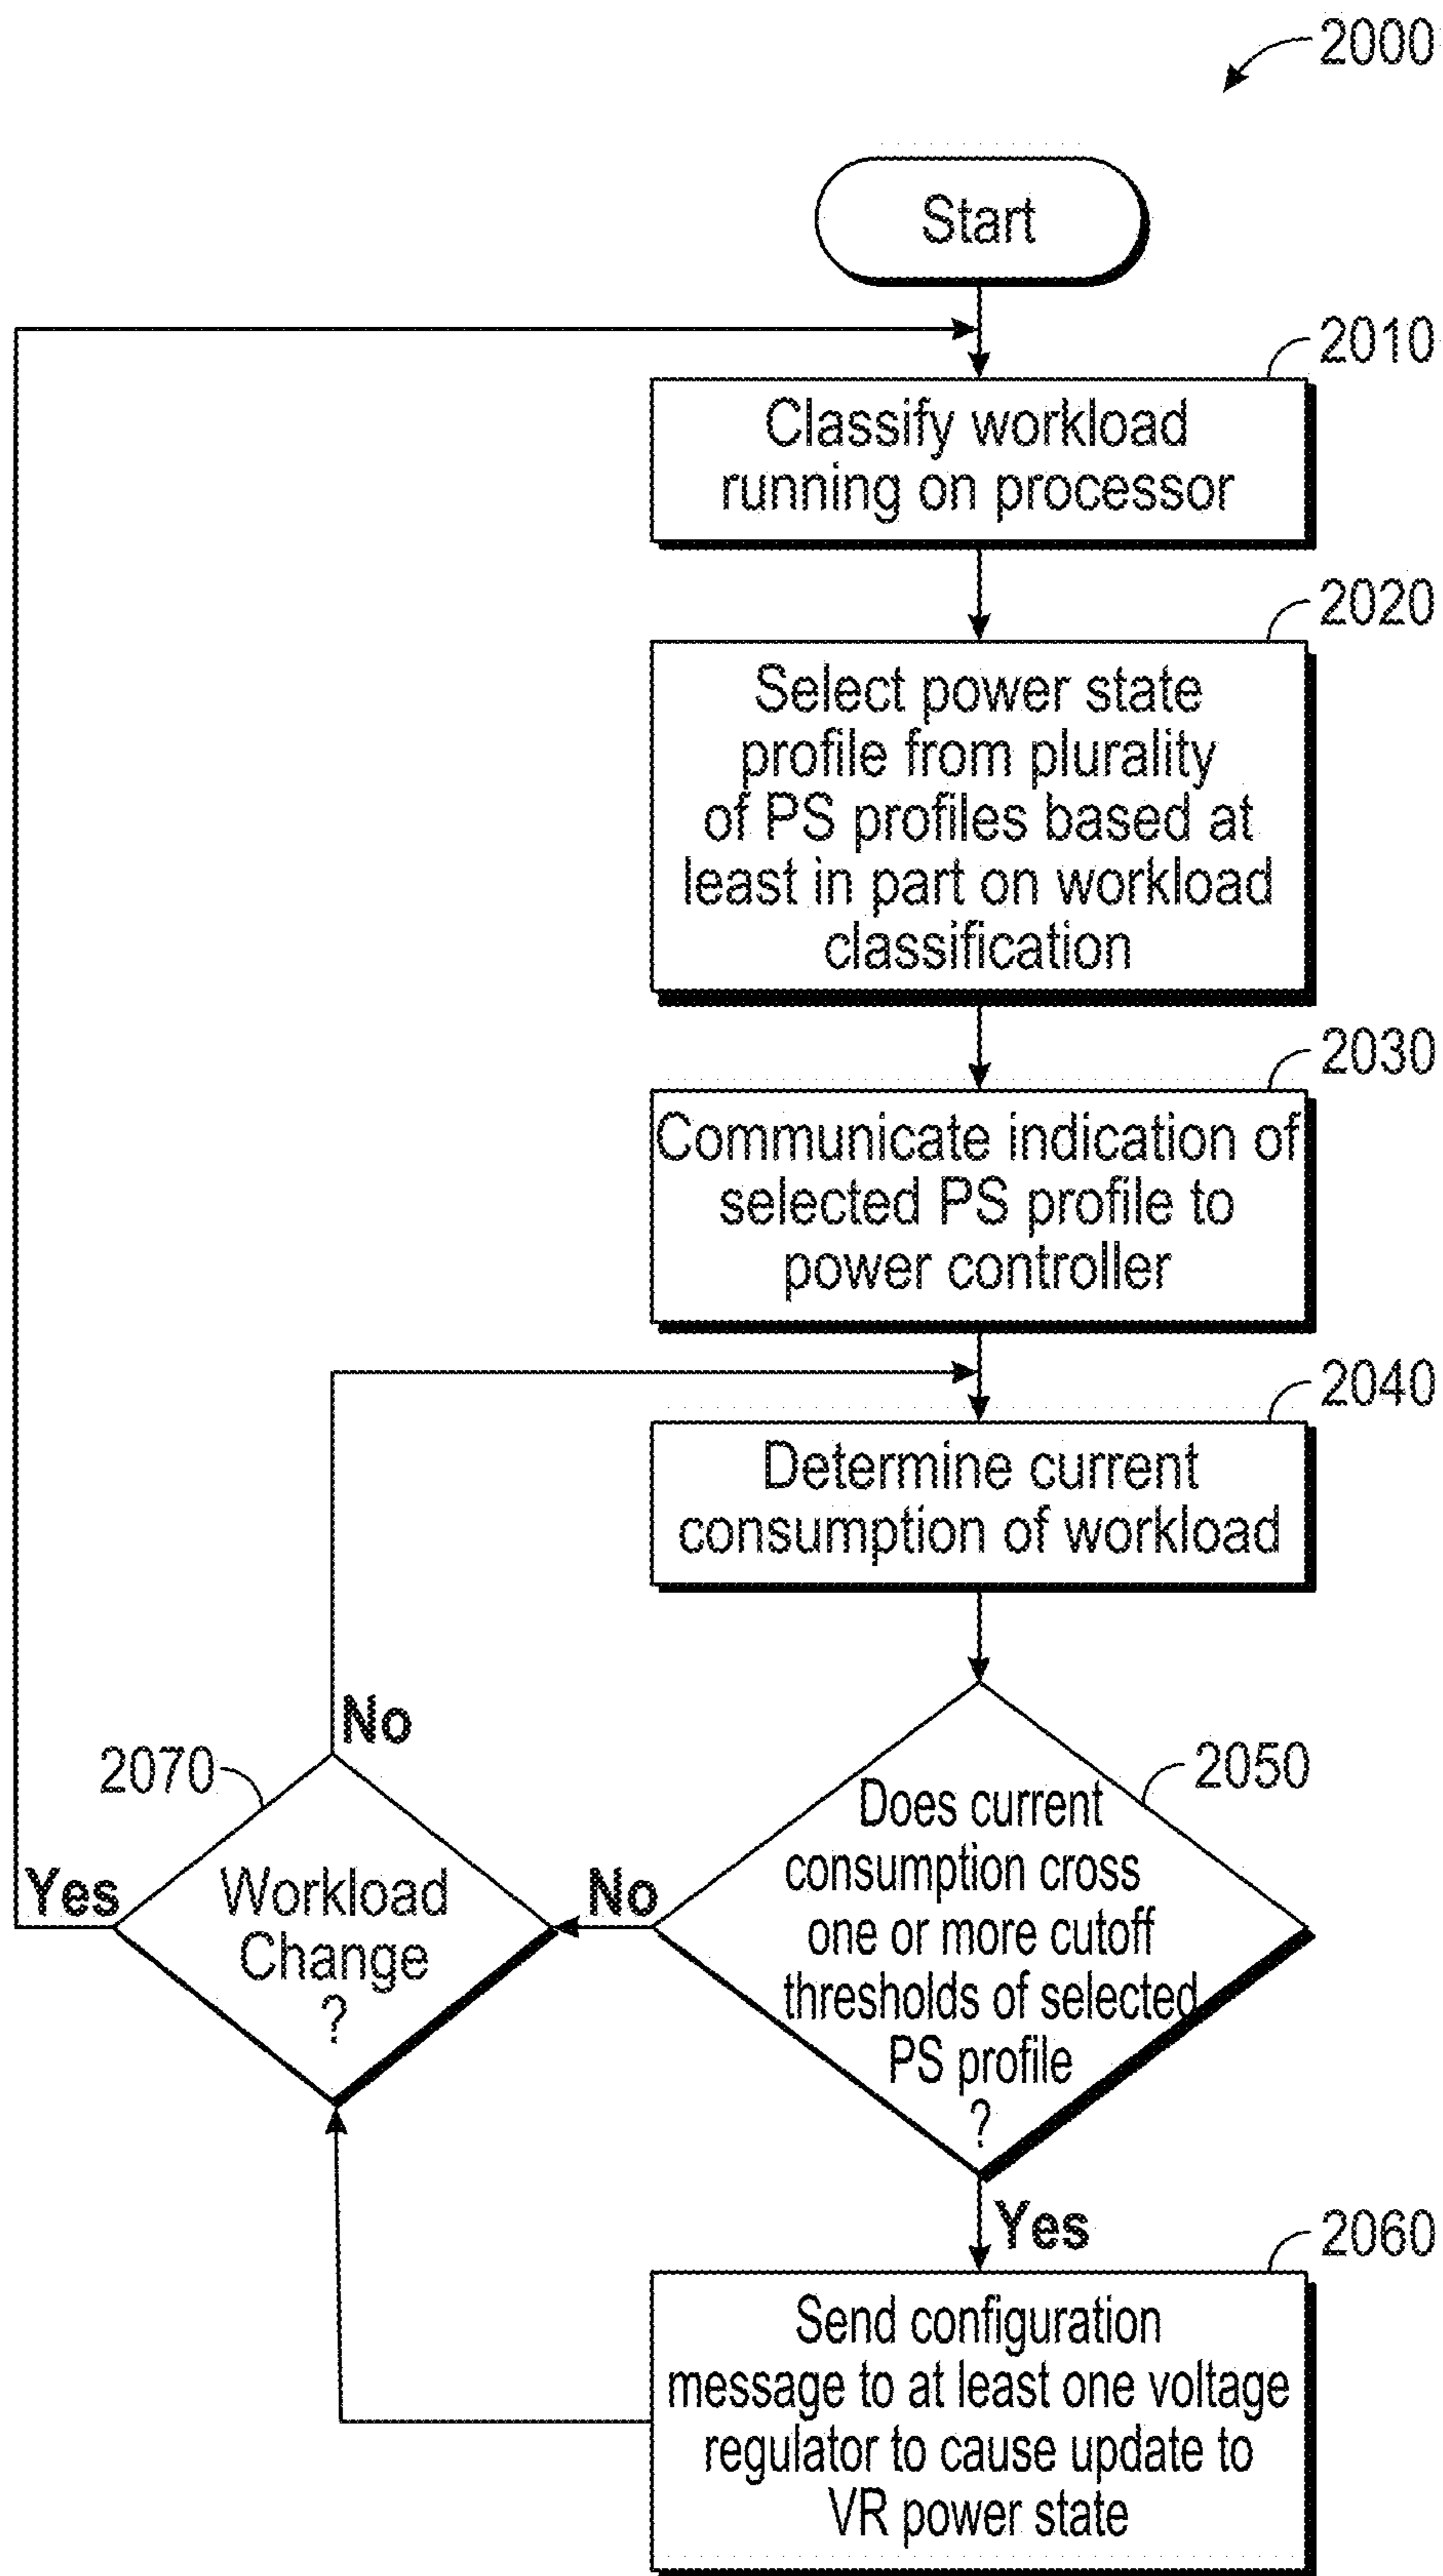 2000
Start
2010
Classify workload
running on processor
2020
Select power state
profile from plurality
of PS profiles based at
least in part on workload
classification
2030
Communicate indication of
selected PS profile to
power controller
2040
Determine current
consumption of workload
No
2070
2050
Does current
consumption cross
one or more cutoff
thresholds of selected
PS profile
?
Yes
Workload
Change
?
No
Yes
2060
Send configuration
message to at least one voltage
regulator to cause update to
VR power state